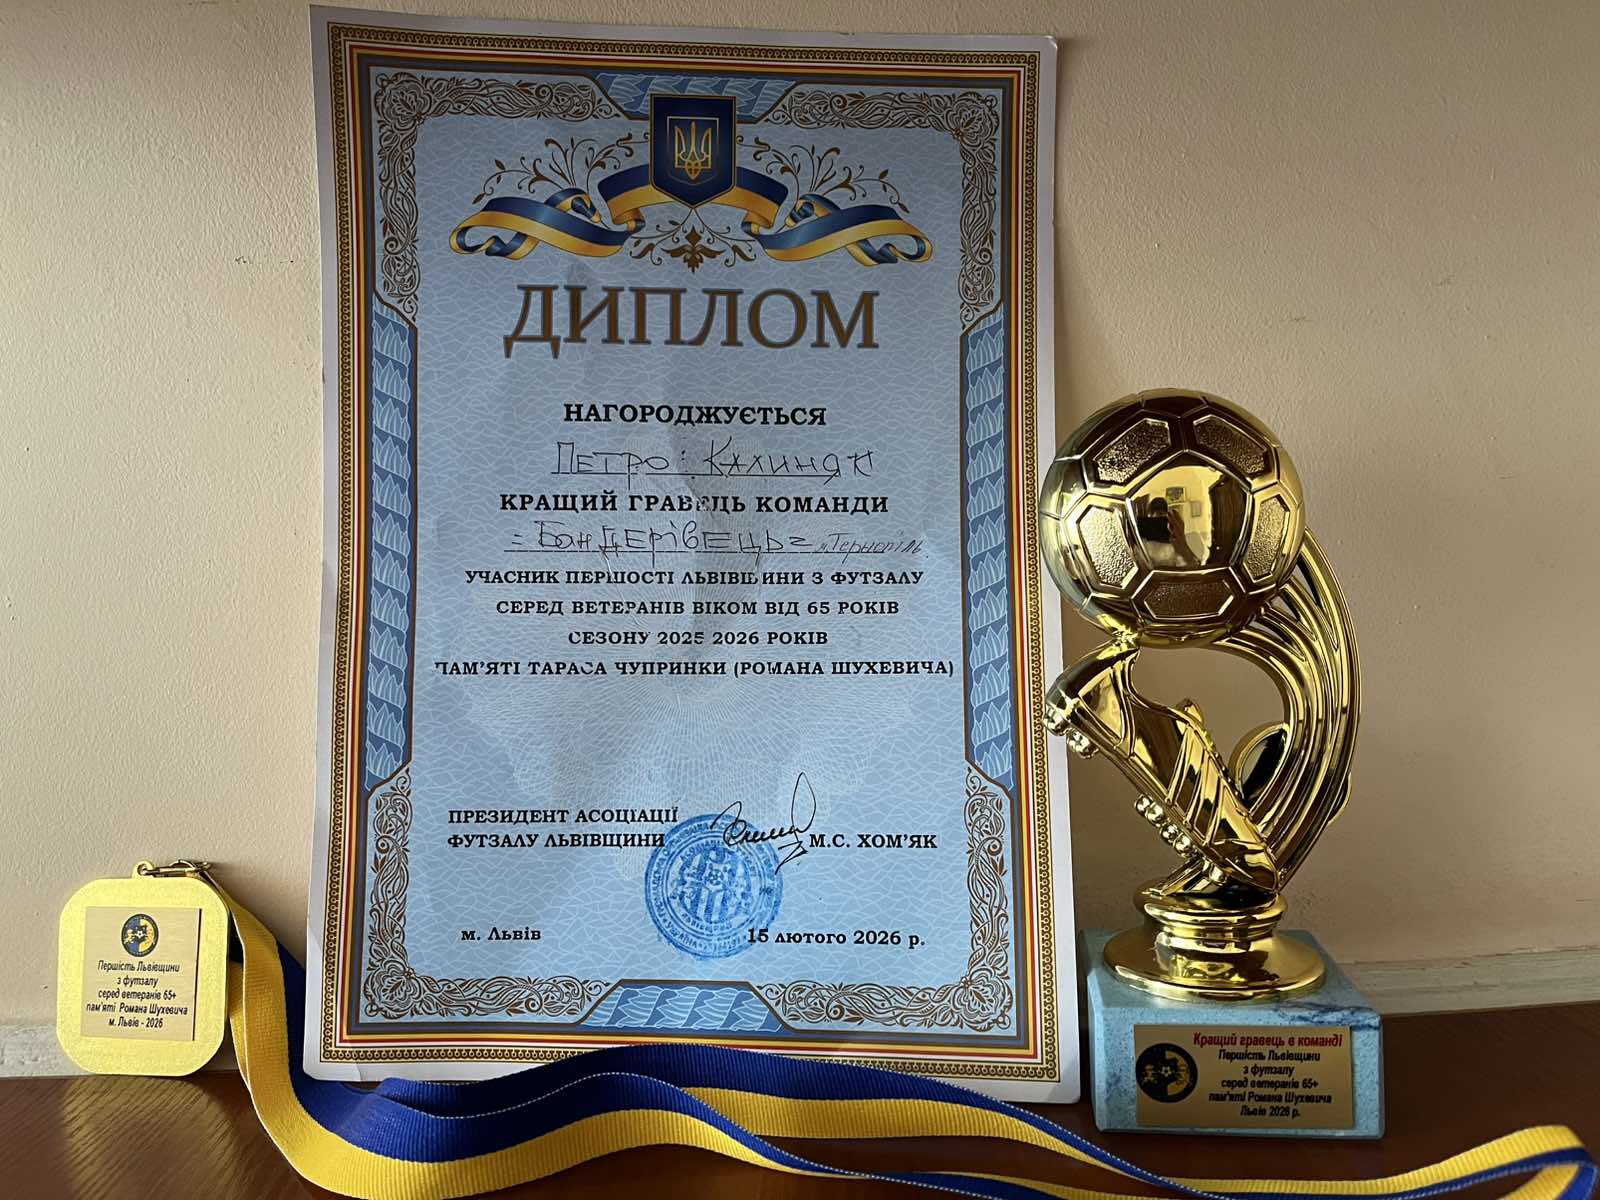 ДИПЛОМ
НАГОРОДЖУЄТЬСЯ
Петро Калиняк
КРАЩИЙ ГРАВЕЦЬ КОМАНДИ
"Бандерівець" м. Тернопіль
УЧАСНИК ПЕРШОСТІ ЛЬВІВЩИНИ З ФУТЗАЛУ
СЕРЕД ВЕТЕРАНІВ ВІКОМ ВІД 65 РОКІВ
СЕЗОНУ 2025 2026 РОКІВ
ПАМ'ЯТІ ТАРАСА ЧУПРИНКИ (РОМАНА ШУХЕВИЧА)
ПРЕЗИДЕНТ АСОЦІАЦІЇ
ФУТЗАЛУ ЛЬВІВЩИНИ М.С. ХОМ'ЯК
м. Львів 15 лютого 2026 р.
Першість Львівщини
з футзалу
серед ветеранів 65+
пам'яті Романа Шухевича
м. Львів - 2026
Кращий гравець в команді
Першість Львівщини
з футзалу
серед ветеранів 65+
пам'яті Романа Шухевича
Львів 2026 р.